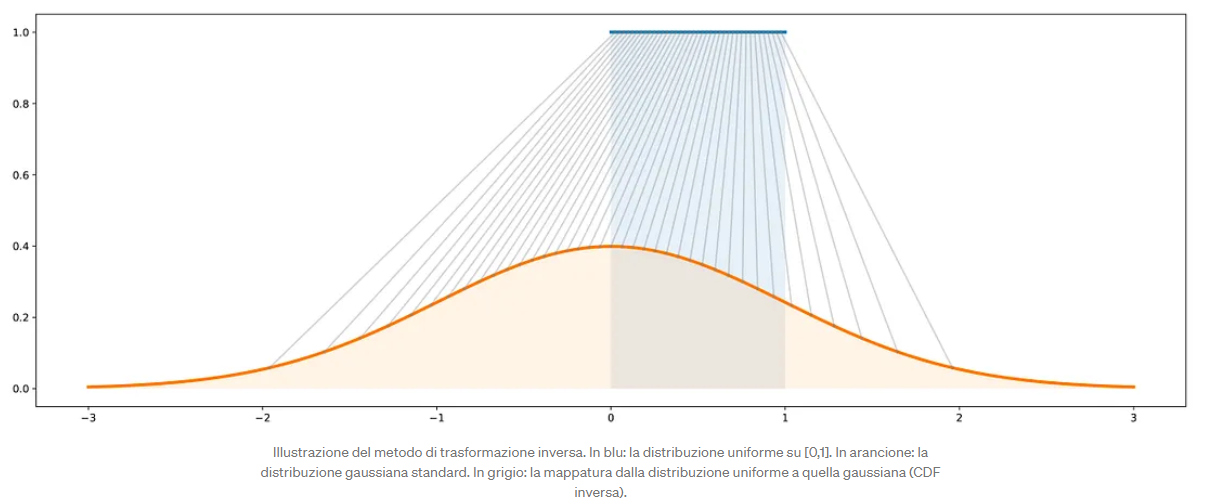 1.0
0.8
0.6
0.4
0.2
0.0
−3 −2 −1 0 1 2 3
Illustrazione del metodo di trasformazione inversa. In blu: la distribuzione uniforme su [0,1]. In arancione: la
distribuzione gaussiana standard. In grigio: la mappatura dalla distribuzione uniforme a quella gaussiana (CDF
inversa).